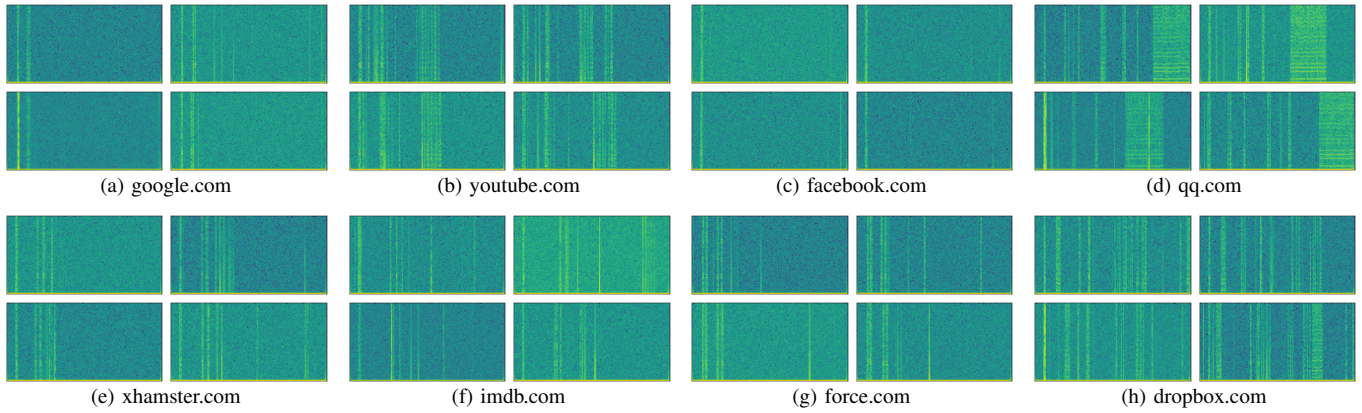 (a) google.com
(b) youtube.com
(c) facebook.com
(d) qq.com
(e) xhamster.com
(f) imdb.com
(g) force.com
(h) dropbox.com